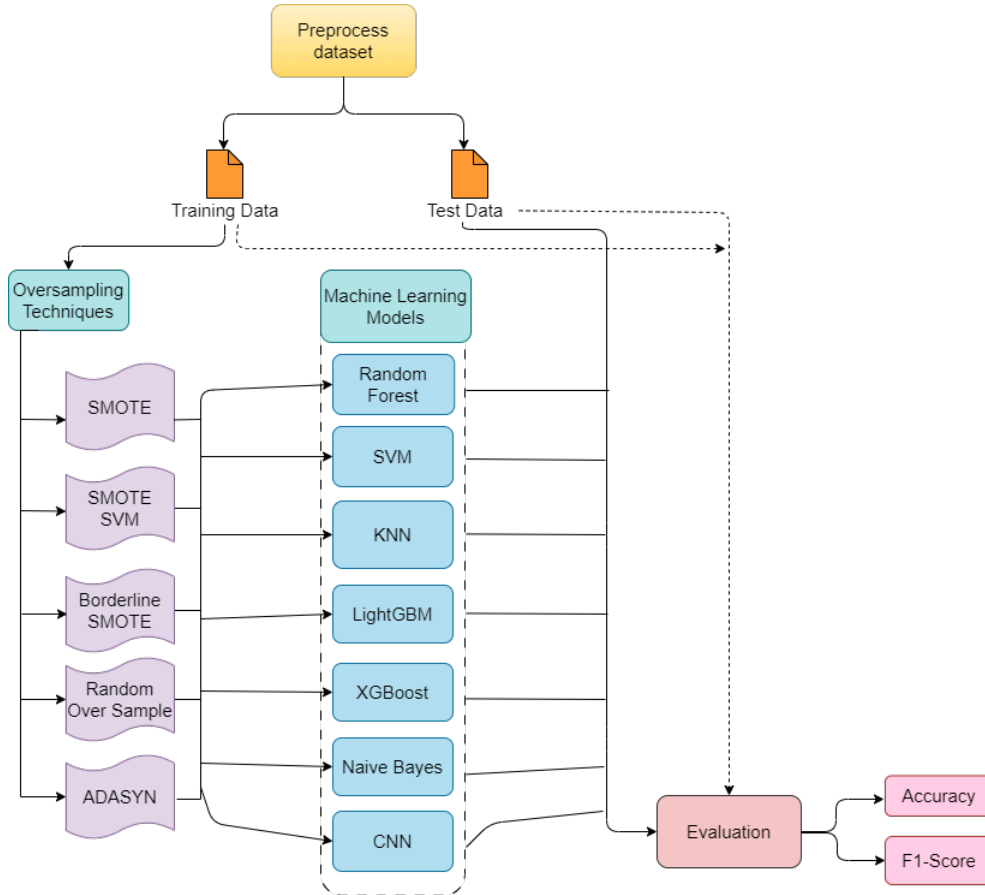 Preprocess
dataset
Training Data
Test Data
Oversampling
Techniques
Machine Learning
Models
SMOTE
SMOTE
SVM
Borderline
SMOTE
Random
Over Sample
ADASYN
Random
Forest
SVM
KNN
LightGBM
XGBoost
Naive Bayes
CNN
Evaluation
Accuracy
F1-Score